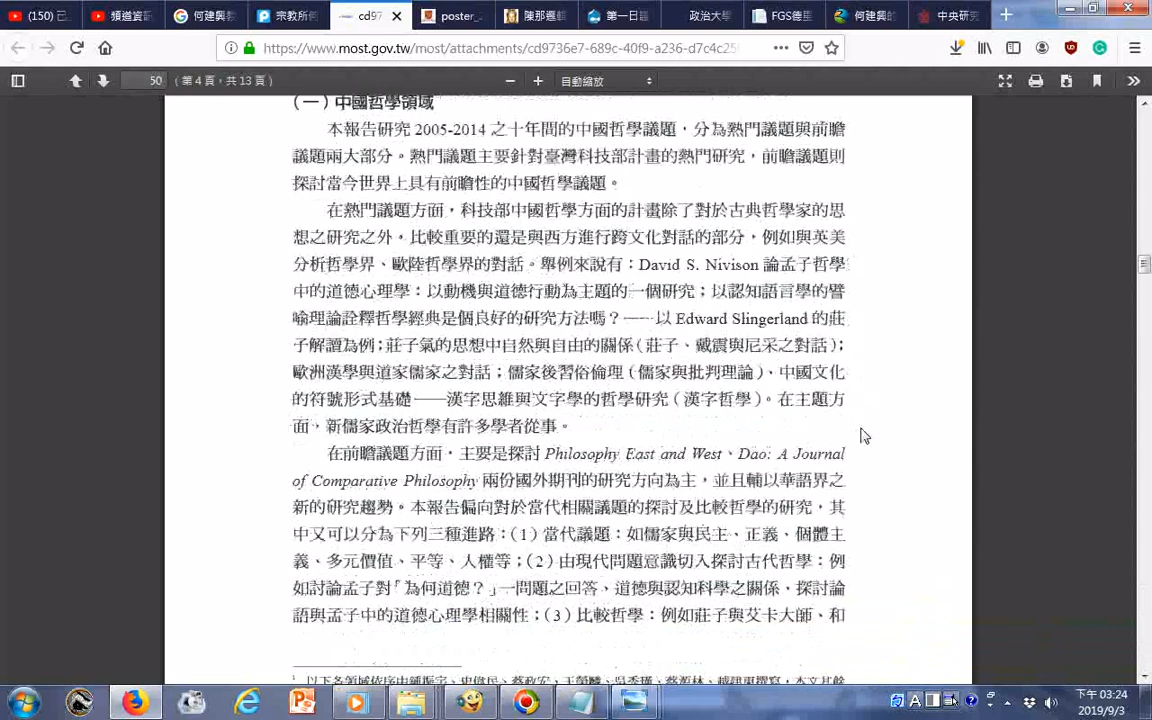 (150) 已
頻道資訊
何建興教
宗教所
cd97
poster_
陳那邏輯
第一日議
政治大學
FGS佛里
何建興的
中央研究
https://www.most.gov.tw/most/attachments/cd9736e7-689c-40f9-a236-d7c4c25
50 (第 4 頁，共 13 頁)
自動縮放
(一) 中國哲學領域
本報告研究 2005-2014 之十年間的中國哲學議題，分為熱門議題與前瞻
議題兩大部分。熱門議題主要針對臺灣科技部計畫的熱門研究，前瞻議題則
探討當今世界上具有前瞻性的中國哲學議題。
在熱門議題方面，科技部中國哲學方面的計畫除了對於古典哲學家的思
想之研究之外，比較重要的還是與西方進行跨文化對話的部分，例如與英美
分析哲學界、歐陸哲學界的對話。舉例來說有：David S. Nivison 論孟子哲學
中的道德心理學：以動機與道德行動為主題的一個研究；以認知語言學的譬
喻理論詮釋哲學經典是個良好的研究方法嗎？——以 Edward Slingerland 的莊
子解讀為例；莊子氣的思想中自然與自由的關係（莊子、戴震與尼采之對話）；
歐洲漢學與道家儒家之對話；儒家後習俗倫理（儒家與批判理論）、中國文化
的符號形式基礎——漢字思維與文字學的哲學研究（漢字哲學）。在主題方
面，新儒家政治哲學有許多學者從事。
在前瞻議題方面，主要是探討 Philosophy East and West、Dao: A Journal
of Comparative Philosophy 兩份國外期刊的研究方向為主，並且輔以華語界之
新的研究趨勢。本報告偏向對於當代相關議題的探討及比較哲學的研究，其
中又可以分為下列三種進路：(1) 當代議題：如儒家與民主、正義、個體主
義、多元價值、平等、人權等；(2) 由現代問題意識切入探討古代哲學：例
如討論孟子對「為何道德？」一問題之回答、道德與認知科學之關係、探討論
語與孟子中的道德心理學相關性；(3) 比較哲學：例如莊子與艾卡大師、和
1 以下各領域依序由
下午 03:24
2019/9/3